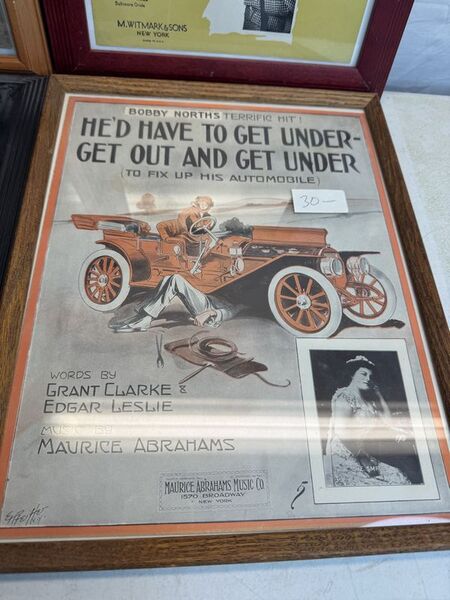 Baltimore Ohio
M. WITMARK & SONS
NEW YORK
BOBBY NORTH'S TERRIFIC HIT!
HE'D HAVE TO GET UNDER-
GET OUT AND GET UNDER
(TO FIX UP HIS AUTOMOBILE)
30-
WORDS BY
GRANT CLARKE &
EDGAR LESLIE
MUSIC BY
MAURICE ABRAHAMS
MAURICE ABRAHAMS MUSIC CO.
1570 BROADWAY
NEW YORK
5